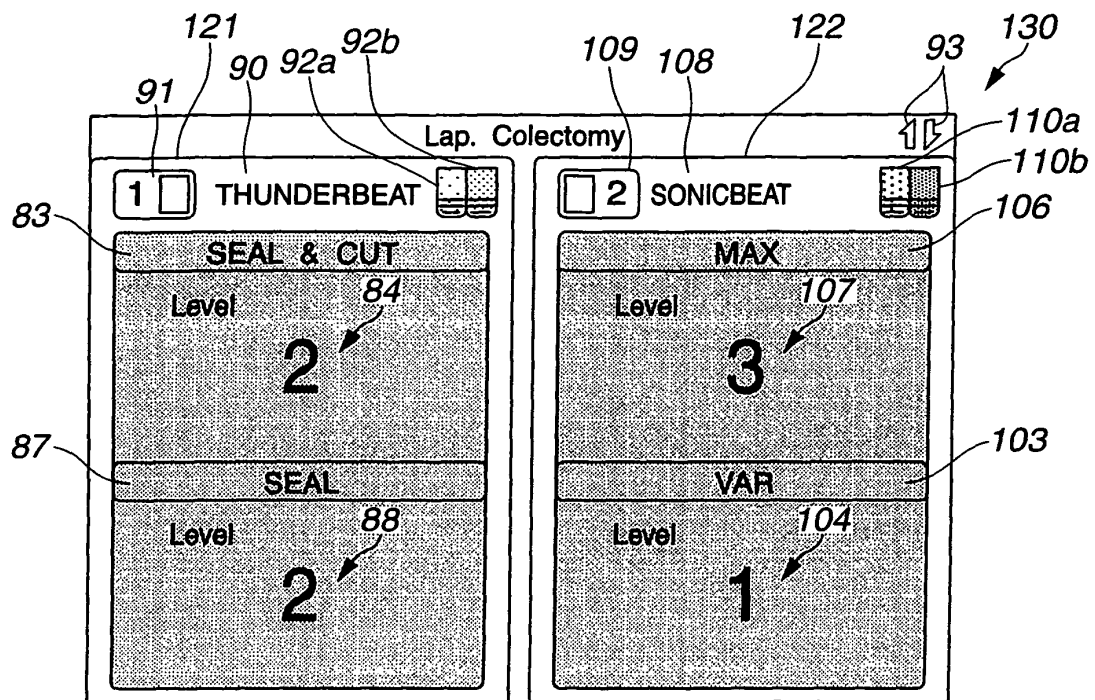 121 90 92a 92b 109 108 122 93 130
91
110a
Lap. Colectomy
110b
1 THUNDERBEAT 2 SONICBEAT
83 106
SEAL & CUT MAX
Level 84 Level 107
2 3
87 103
SEAL VAR
Level 88 Level 104
2 1